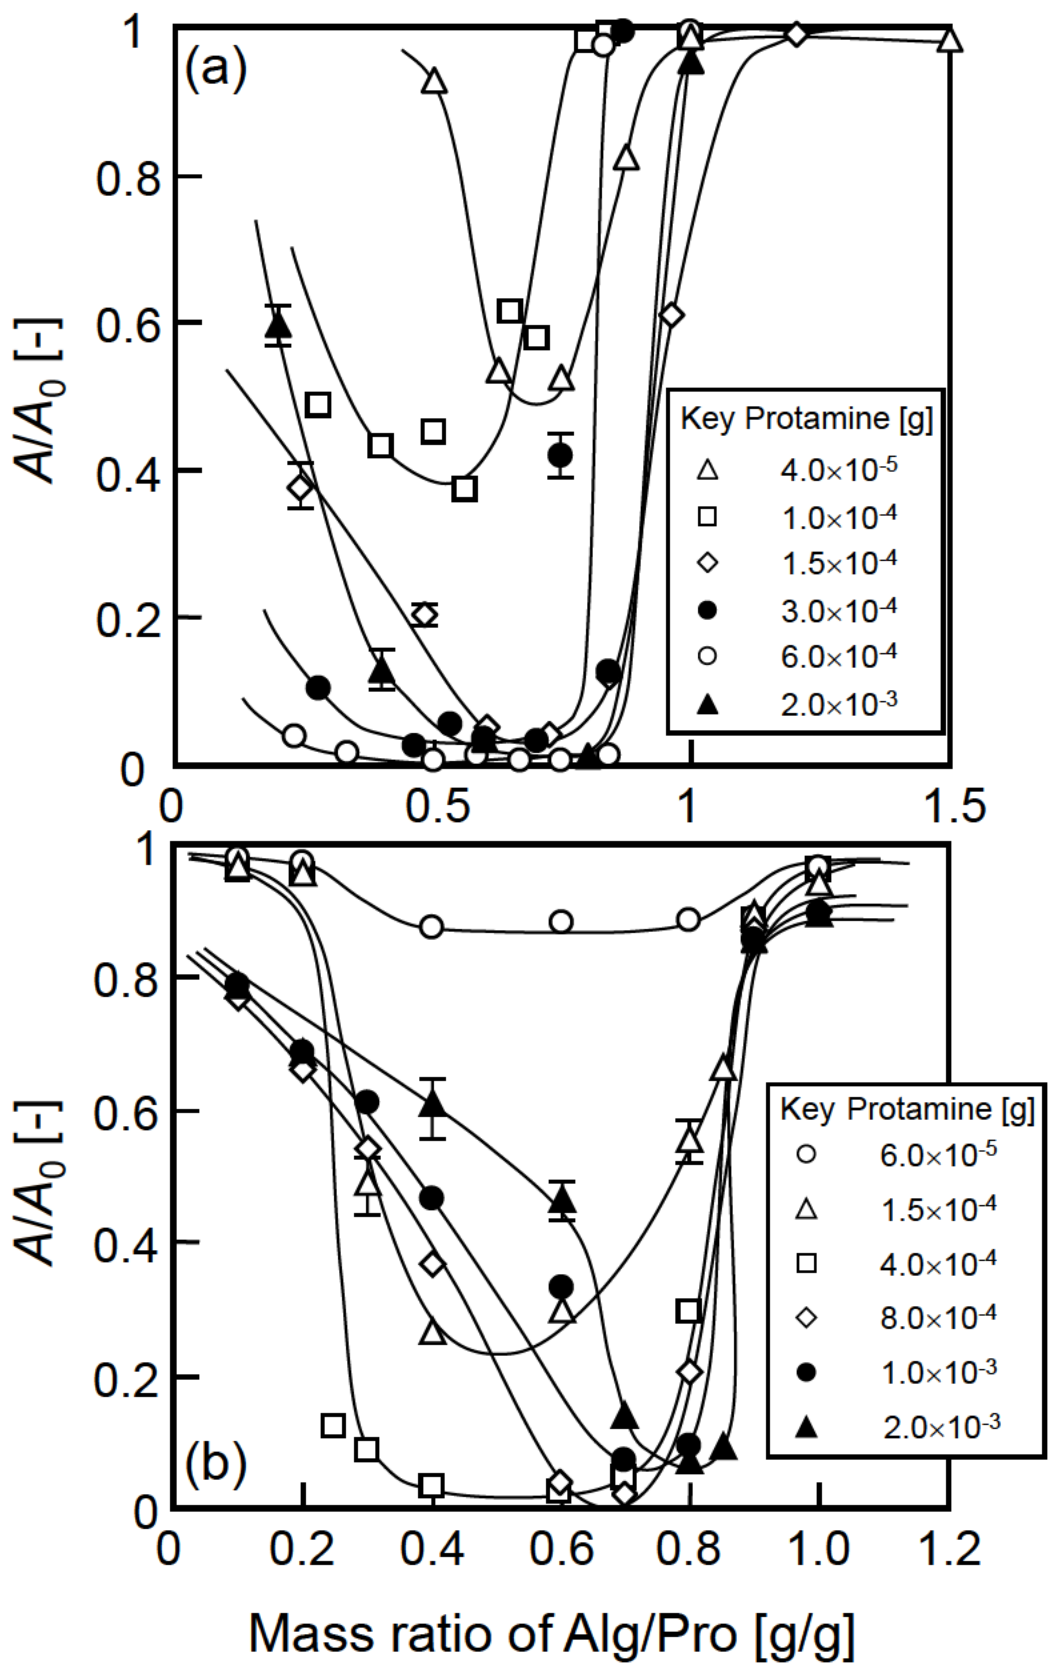 (a)
1
0.8
0.6
0.4
0.2
0
A/A₀ [-]
0 0.5 1 1.5
Key Protamine [g]
4.0×10⁻⁵
1.0×10⁻⁴
1.5×10⁻⁴
3.0×10⁻⁴
6.0×10⁻⁴
2.0×10⁻³
1
0.8
0.6
0.4
0.2
0
A/A₀ [-]
Key Protamine [g]
6.0×10⁻⁵
1.5×10⁻⁴
4.0×10⁻⁴
8.0×10⁻⁴
1.0×10⁻³
2.0×10⁻³
(b)
0 0.2 0.4 0.6 0.8 1.0 1.2
Mass ratio of Alg/Pro [g/g]